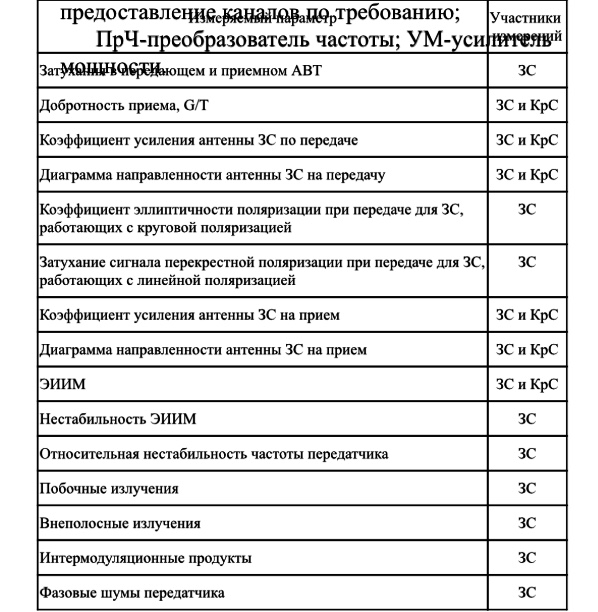 предоставление каналов по требованию;
ПрЧ-преобразователь частоты; УМ-усилитель
мощности.
Измеряемый параметр
Участники
измерений
Затухания в передающем и приемном АВТ
ЗС
Добротность приема, G/T
ЗС и КрС
Коэффициент усиления антенны ЗС по передаче
ЗС и КрС
Диаграмма направленности антенны ЗС на передачу
ЗС и КрС
Коэффициент эллиптичности поляризации при передаче для ЗС,
работающих с круговой поляризацией
ЗС
Затухание сигнала перекрестной поляризации при передаче для ЗС,
работающих с линейной поляризацией
ЗС
Коэффициент усиления антенны ЗС на прием
ЗС и КрС
Диаграмма направленности антенны ЗС на прием
ЗС и КрС
ЭИИМ
ЗС и КрС
Нестабильность ЭИИМ
ЗС
Относительная нестабильность частоты передатчика
ЗС
Побочные излучения
ЗС
Внеполосные излучения
ЗС
Интермодуляционные продукты
ЗС
Фазовые шумы передатчика
ЗС